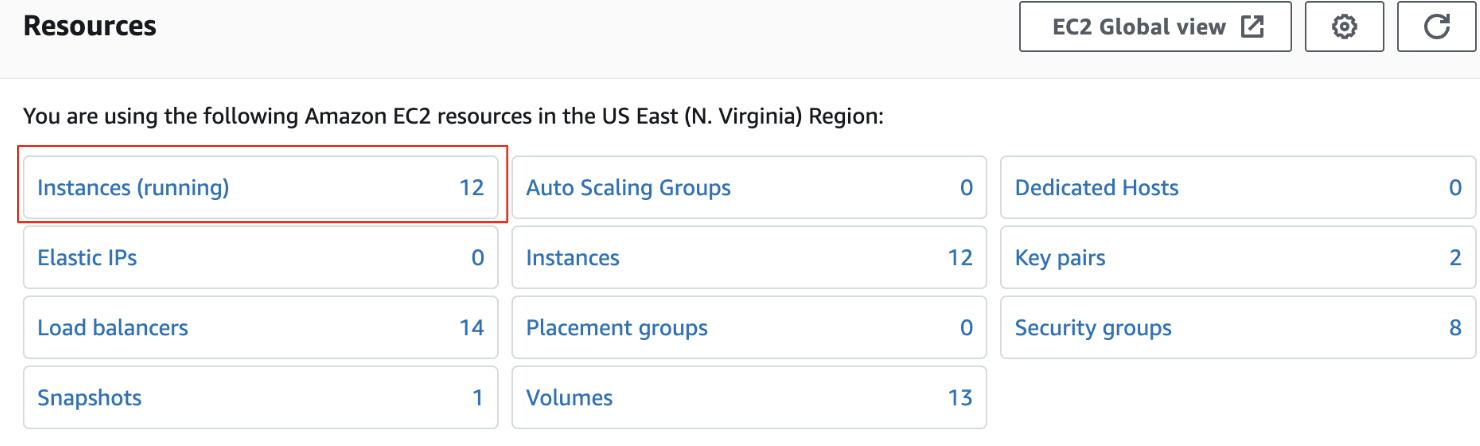 Resources
EC2 Global view
You are using the following Amazon EC2 resources in the US East (N. Virginia) Region:
Instances (running) 12 Auto Scaling Groups 0 Dedicated Hosts 0
Elastic IPs 0 Instances 12 Key pairs 2
Load balancers 14 Placement groups 0 Security groups 8
Snapshots 1 Volumes 13